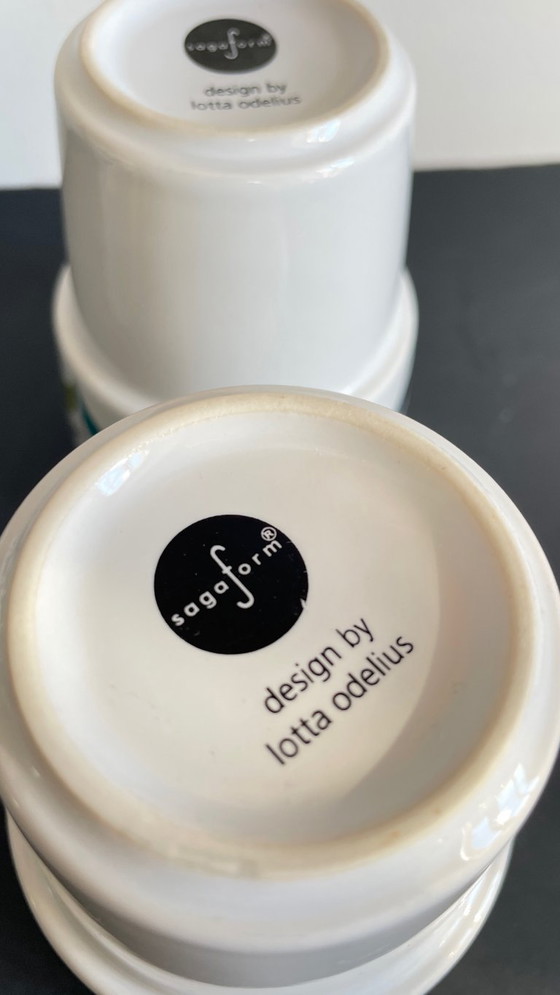 sagaform®
design by
lotta odelius
sagaform®
design by
lotta odelius